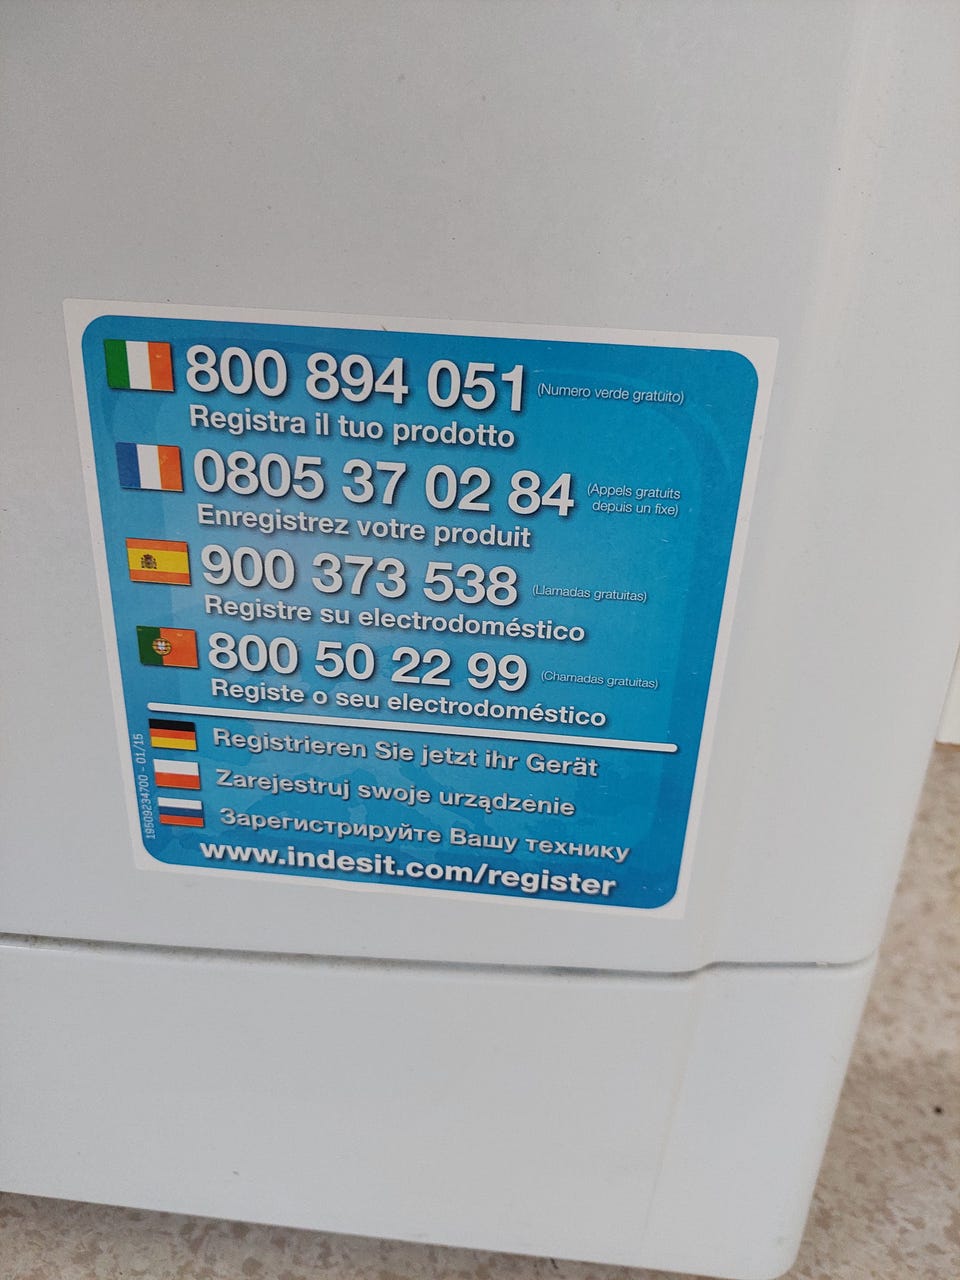 800 894 051 (Numero verde gratuito)
Registra il tuo prodotto
0805 37 02 84 (Appels gratuits
depuis un fixe)
Enregistrez votre produit
900 373 538 (Llamadas gratuitas)
Registre su electrodoméstico
800 50 22 99 (Chamadas gratuitas)
Registe o seu electrodoméstico
Registrieren Sie jetzt ihr Gerät
Zarejestruj swoje urządzenie
Зарегистрируйте Вашу технику
www.indesit.com/register
19509234700 - 01/15